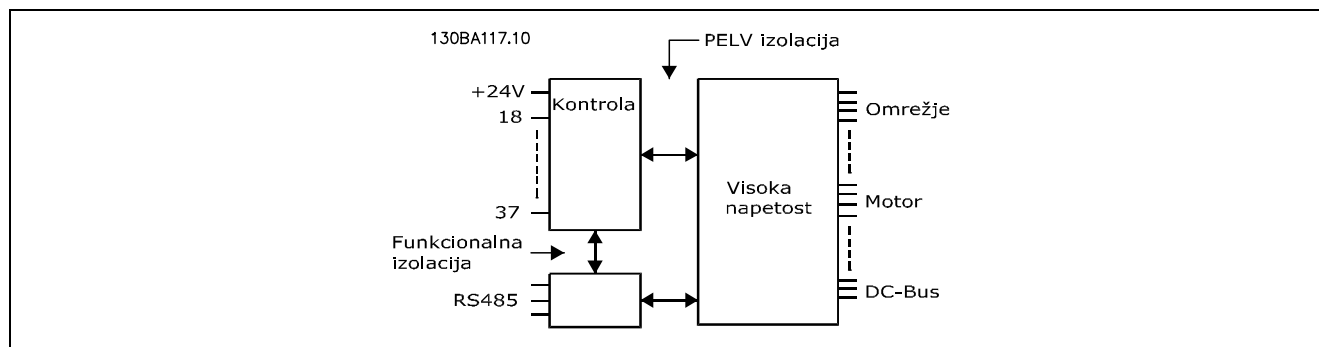 130BA117.10
PELV izolacija
+24V
Kontrola
18
Omrežje
Visoka
napetost
37
Motor
Funkcionalna
izolacija
RS485
DC-Bus